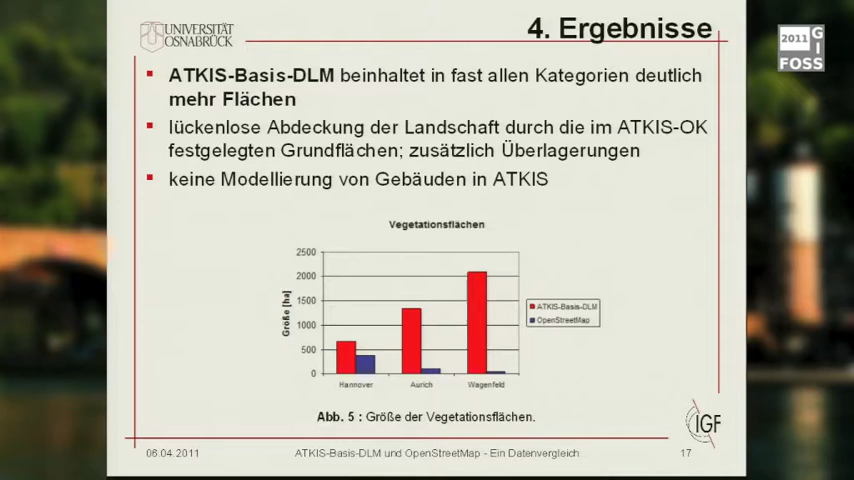 UNIVERSITÄT
OSNABRÜCK
4. Ergebnisse
2011
GI
FOSS
ATKIS-Basis-DLM beinhaltet in fast allen Kategorien deutlich
mehr Flächen
lückenlose Abdeckung der Landschaft durch die im ATKIS-OK
festgelegten Grundflächen; zusätzlich Überlagerungen
keine Modellierung von Gebäuden in ATKIS
Vegetationsflächen
Größe [ha]
2500
2000
1500
1000
500
0
Hannover Aurich Wagenfeld
ATKIS-Basis-DLM
OpenStreetMap
Abb. 5 : Größe der Vegetationsflächen.
IGF
06.04.2011 ATKIS-Basis-DLM und OpenStreetMap - Ein Datenvergleich 17